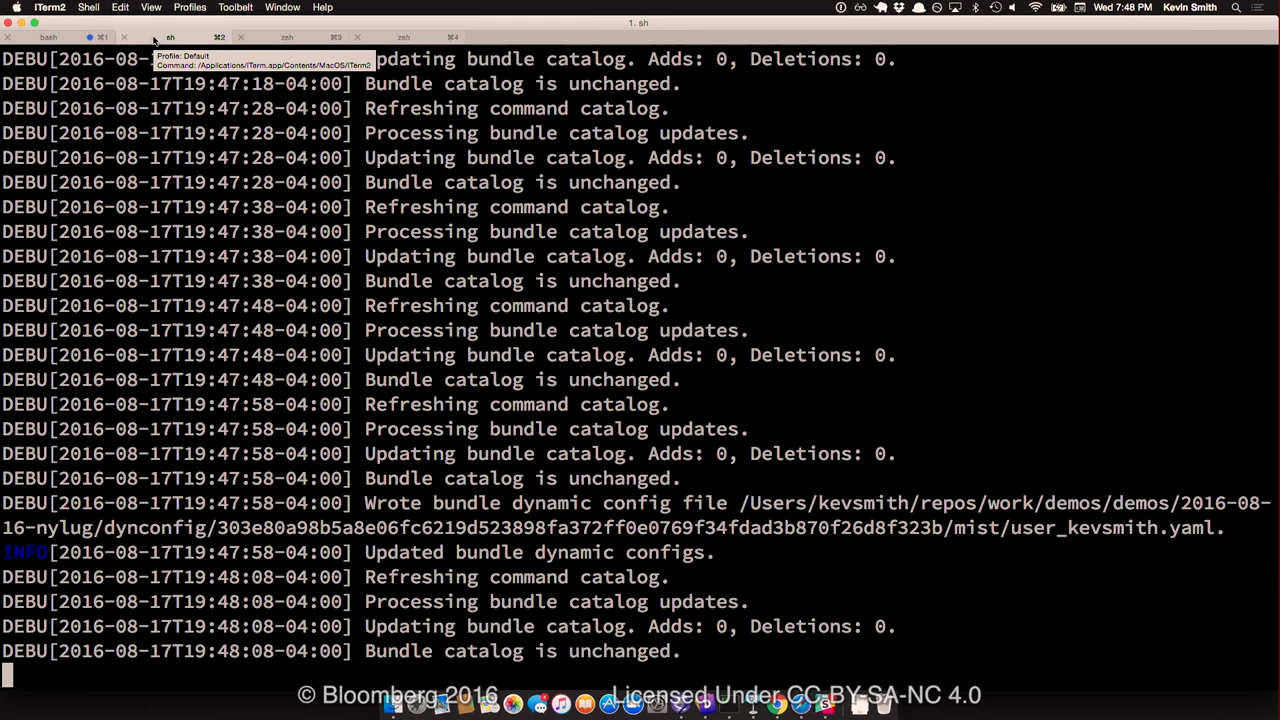 iTerm2 Shell Edit View Profiles Toolbelt Window Help Wed 7:48 PM Kevin Smith
1. sh
bash ⌘1 sh ⌘2 zsh ⌘3 zsh ⌘4
Profile: Default
Command: /Applications/iTerm.app/Contents/MacOS/iTerm2
DEBU[2016-08-1 pdating bundle catalog. Adds: 0, Deletions: 0.
DEBU[2016-08-17T19:47:18-04:00] Bundle catalog is unchanged.
DEBU[2016-08-17T19:47:28-04:00] Refreshing command catalog.
DEBU[2016-08-17T19:47:28-04:00] Processing bundle catalog updates.
DEBU[2016-08-17T19:47:28-04:00] Updating bundle catalog. Adds: 0, Deletions: 0.
DEBU[2016-08-17T19:47:28-04:00] Bundle catalog is unchanged.
DEBU[2016-08-17T19:47:38-04:00] Refreshing command catalog.
DEBU[2016-08-17T19:47:38-04:00] Processing bundle catalog updates.
DEBU[2016-08-17T19:47:38-04:00] Updating bundle catalog. Adds: 0, Deletions: 0.
DEBU[2016-08-17T19:47:38-04:00] Bundle catalog is unchanged.
DEBU[2016-08-17T19:47:48-04:00] Refreshing command catalog.
DEBU[2016-08-17T19:47:48-04:00] Processing bundle catalog updates.
DEBU[2016-08-17T19:47:48-04:00] Updating bundle catalog. Adds: 0, Deletions: 0.
DEBU[2016-08-17T19:47:48-04:00] Bundle catalog is unchanged.
DEBU[2016-08-17T19:47:58-04:00] Refreshing command catalog.
DEBU[2016-08-17T19:47:58-04:00] Processing bundle catalog updates.
DEBU[2016-08-17T19:47:58-04:00] Updating bundle catalog. Adds: 0, Deletions: 0.
DEBU[2016-08-17T19:47:58-04:00] Bundle catalog is unchanged.
DEBU[2016-08-17T19:47:58-04:00] Wrote bundle dynamic config file /Users/kevsmith/repos/work/demos/demos/2016-08-
16-nylug/dynconfig/303e80a98b5a8e06fc6219d523898fa372ff0e0769f34fdad3b870f26d8f323b/mist/user_kevsmith.yaml.
INFO[2016-08-17T19:47:58-04:00] Updated bundle dynamic configs.
DEBU[2016-08-17T19:48:08-04:00] Refreshing command catalog.
DEBU[2016-08-17T19:48:08-04:00] Processing bundle catalog updates.
DEBU[2016-08-17T19:48:08-04:00] Updating bundle catalog. Adds: 0, Deletions: 0.
DEBU[2016-08-17T19:48:08-04:00] Bundle catalog is unchanged.
© Bloomberg 2016 Licensed Under CC-BY-SA-NC 4.0